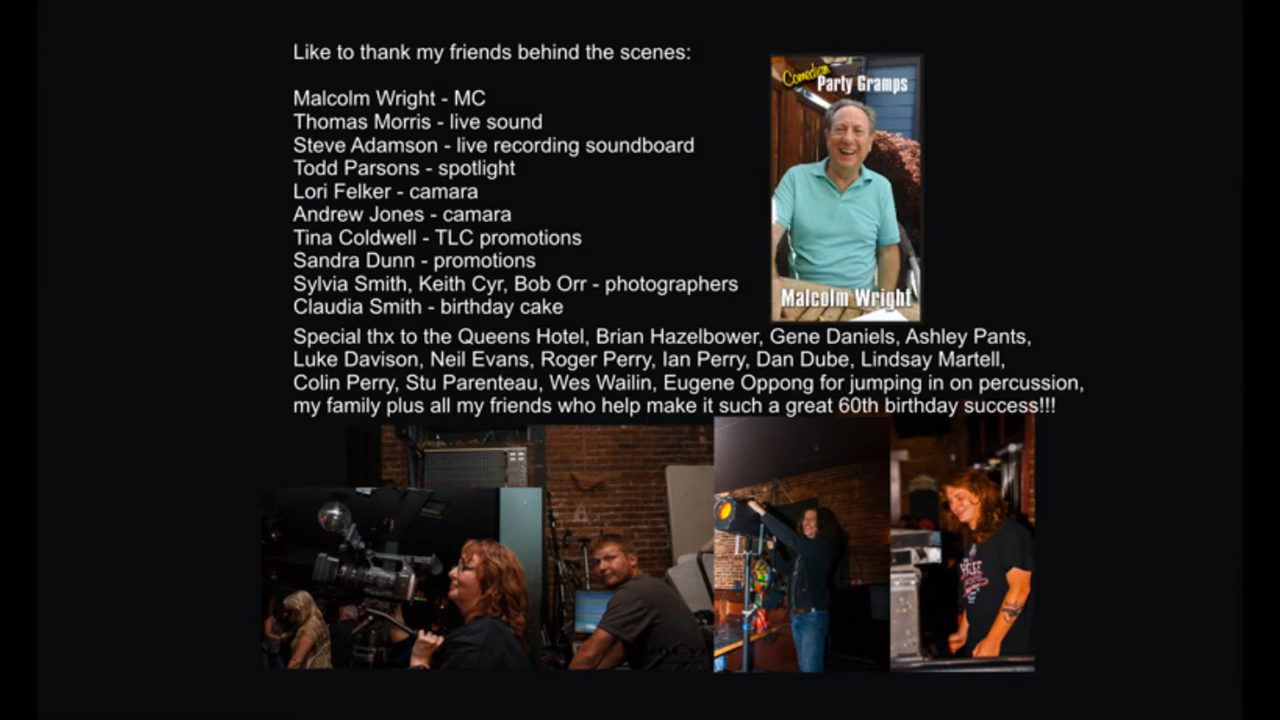 Like to thank my friends behind the scenes:
Malcolm Wright - MC
Thomas Morris - live sound
Steve Adamson - live recording soundboard
Todd Parsons - spotlight
Lori Felker - camara
Andrew Jones - camara
Tina Coldwell - TLC promotions
Sandra Dunn - promotions
Sylvia Smith, Keith Cyr, Bob Orr - photographers
Claudia Smith - birthday cake
Comedian
Party Gramps
Malcolm Wright
Special thx to the Queens Hotel, Brian Hazelbower, Gene Daniels, Ashley Pants,
Luke Davison, Neil Evans, Roger Perry, Ian Perry, Dan Dube, Lindsay Martell,
Colin Perry, Stu Parenteau, Wes Wailin, Eugene Oppong for jumping in on percussion,
my family plus all my friends who help make it such a great 60th birthday success!!!